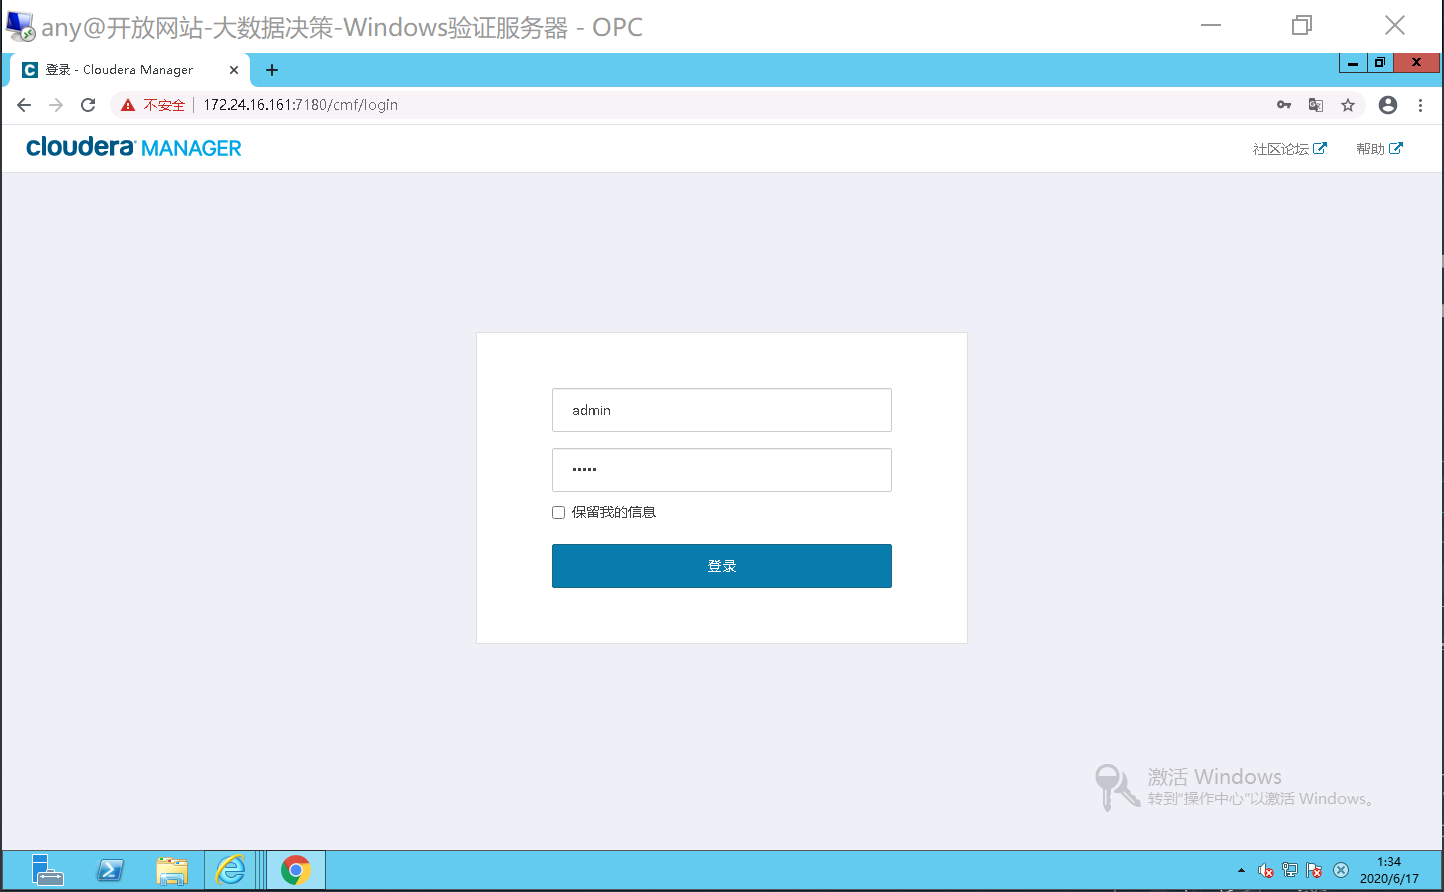 any@开放网站-大数据决策-Windows验证服务器 - OPC
登录 - Cloudera Manager
不安全 172.24.16.161:7180/cmf/login
cloudera MANAGER
社区论坛 帮助
admin
•••••
保留我的信息
登录
激活 Windows
转到“操作中心”以激活 Windows。
1:34
2020/6/17